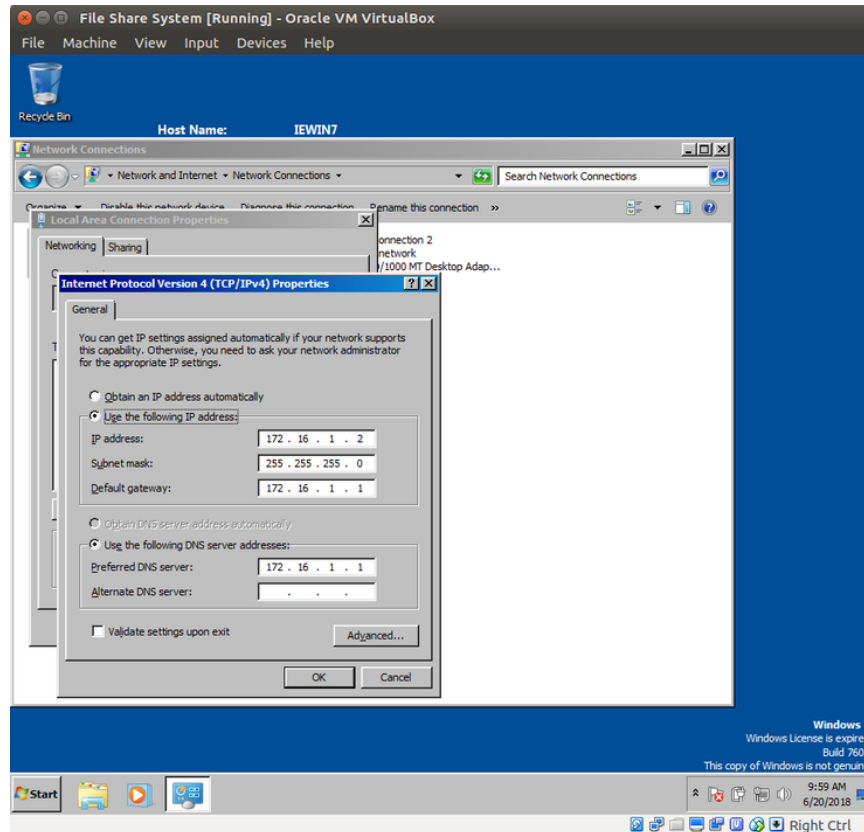 File Share System [Running] - Oracle VM VirtualBox
File Machine View Input Devices Help
Recycle Bin
Host Name: IEWIN7
Network Connections
Network and Internet Network Connections
Search Network Connections
Organize Disable this network device Diagnose this connection Rename this connection »
Local Area Connection Properties
Networking Sharing
onnection 2
network
/1000 MT Desktop Adap...
Internet Protocol Version 4 (TCP/IPv4) Properties
General
You can get IP settings assigned automatically if your network supports
this capability. Otherwise, you need to ask your network administrator
for the appropriate IP settings.
Obtain an IP address automatically
Use the following IP address:
IP address: 172 . 16 . 1 . 2
Subnet mask: 255 . 255 . 255 . 0
Default gateway: 172 . 16 . 1 . 1
Obtain DNS server address automatically
Use the following DNS server addresses:
Preferred DNS server: 172 . 16 . 1 . 1
Alternate DNS server: . . .
Validate settings upon exit
Advanced...
OK Cancel
Windows
Windows License is expire
Build 760
This copy of Windows is not genuin
Start
9:59 AM
6/20/2018
Right Ctrl